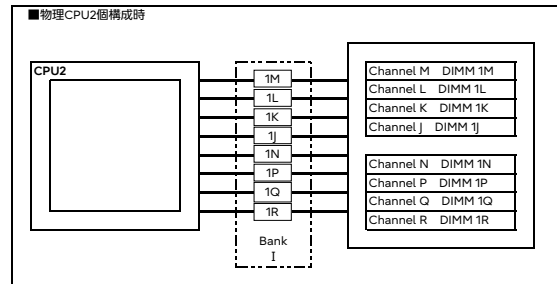 ■物理CPU2個構成時
CPU2
1M
1L
1K
1J
1N
1P
1Q
1R
Bank
I
Channel M DIMM 1M
Channel L DIMM 1L
Channel K DIMM 1K
Channel J DIMM 1J
Channel N DIMM 1N
Channel P DIMM 1P
Channel Q DIMM 1Q
Channel R DIMM 1R